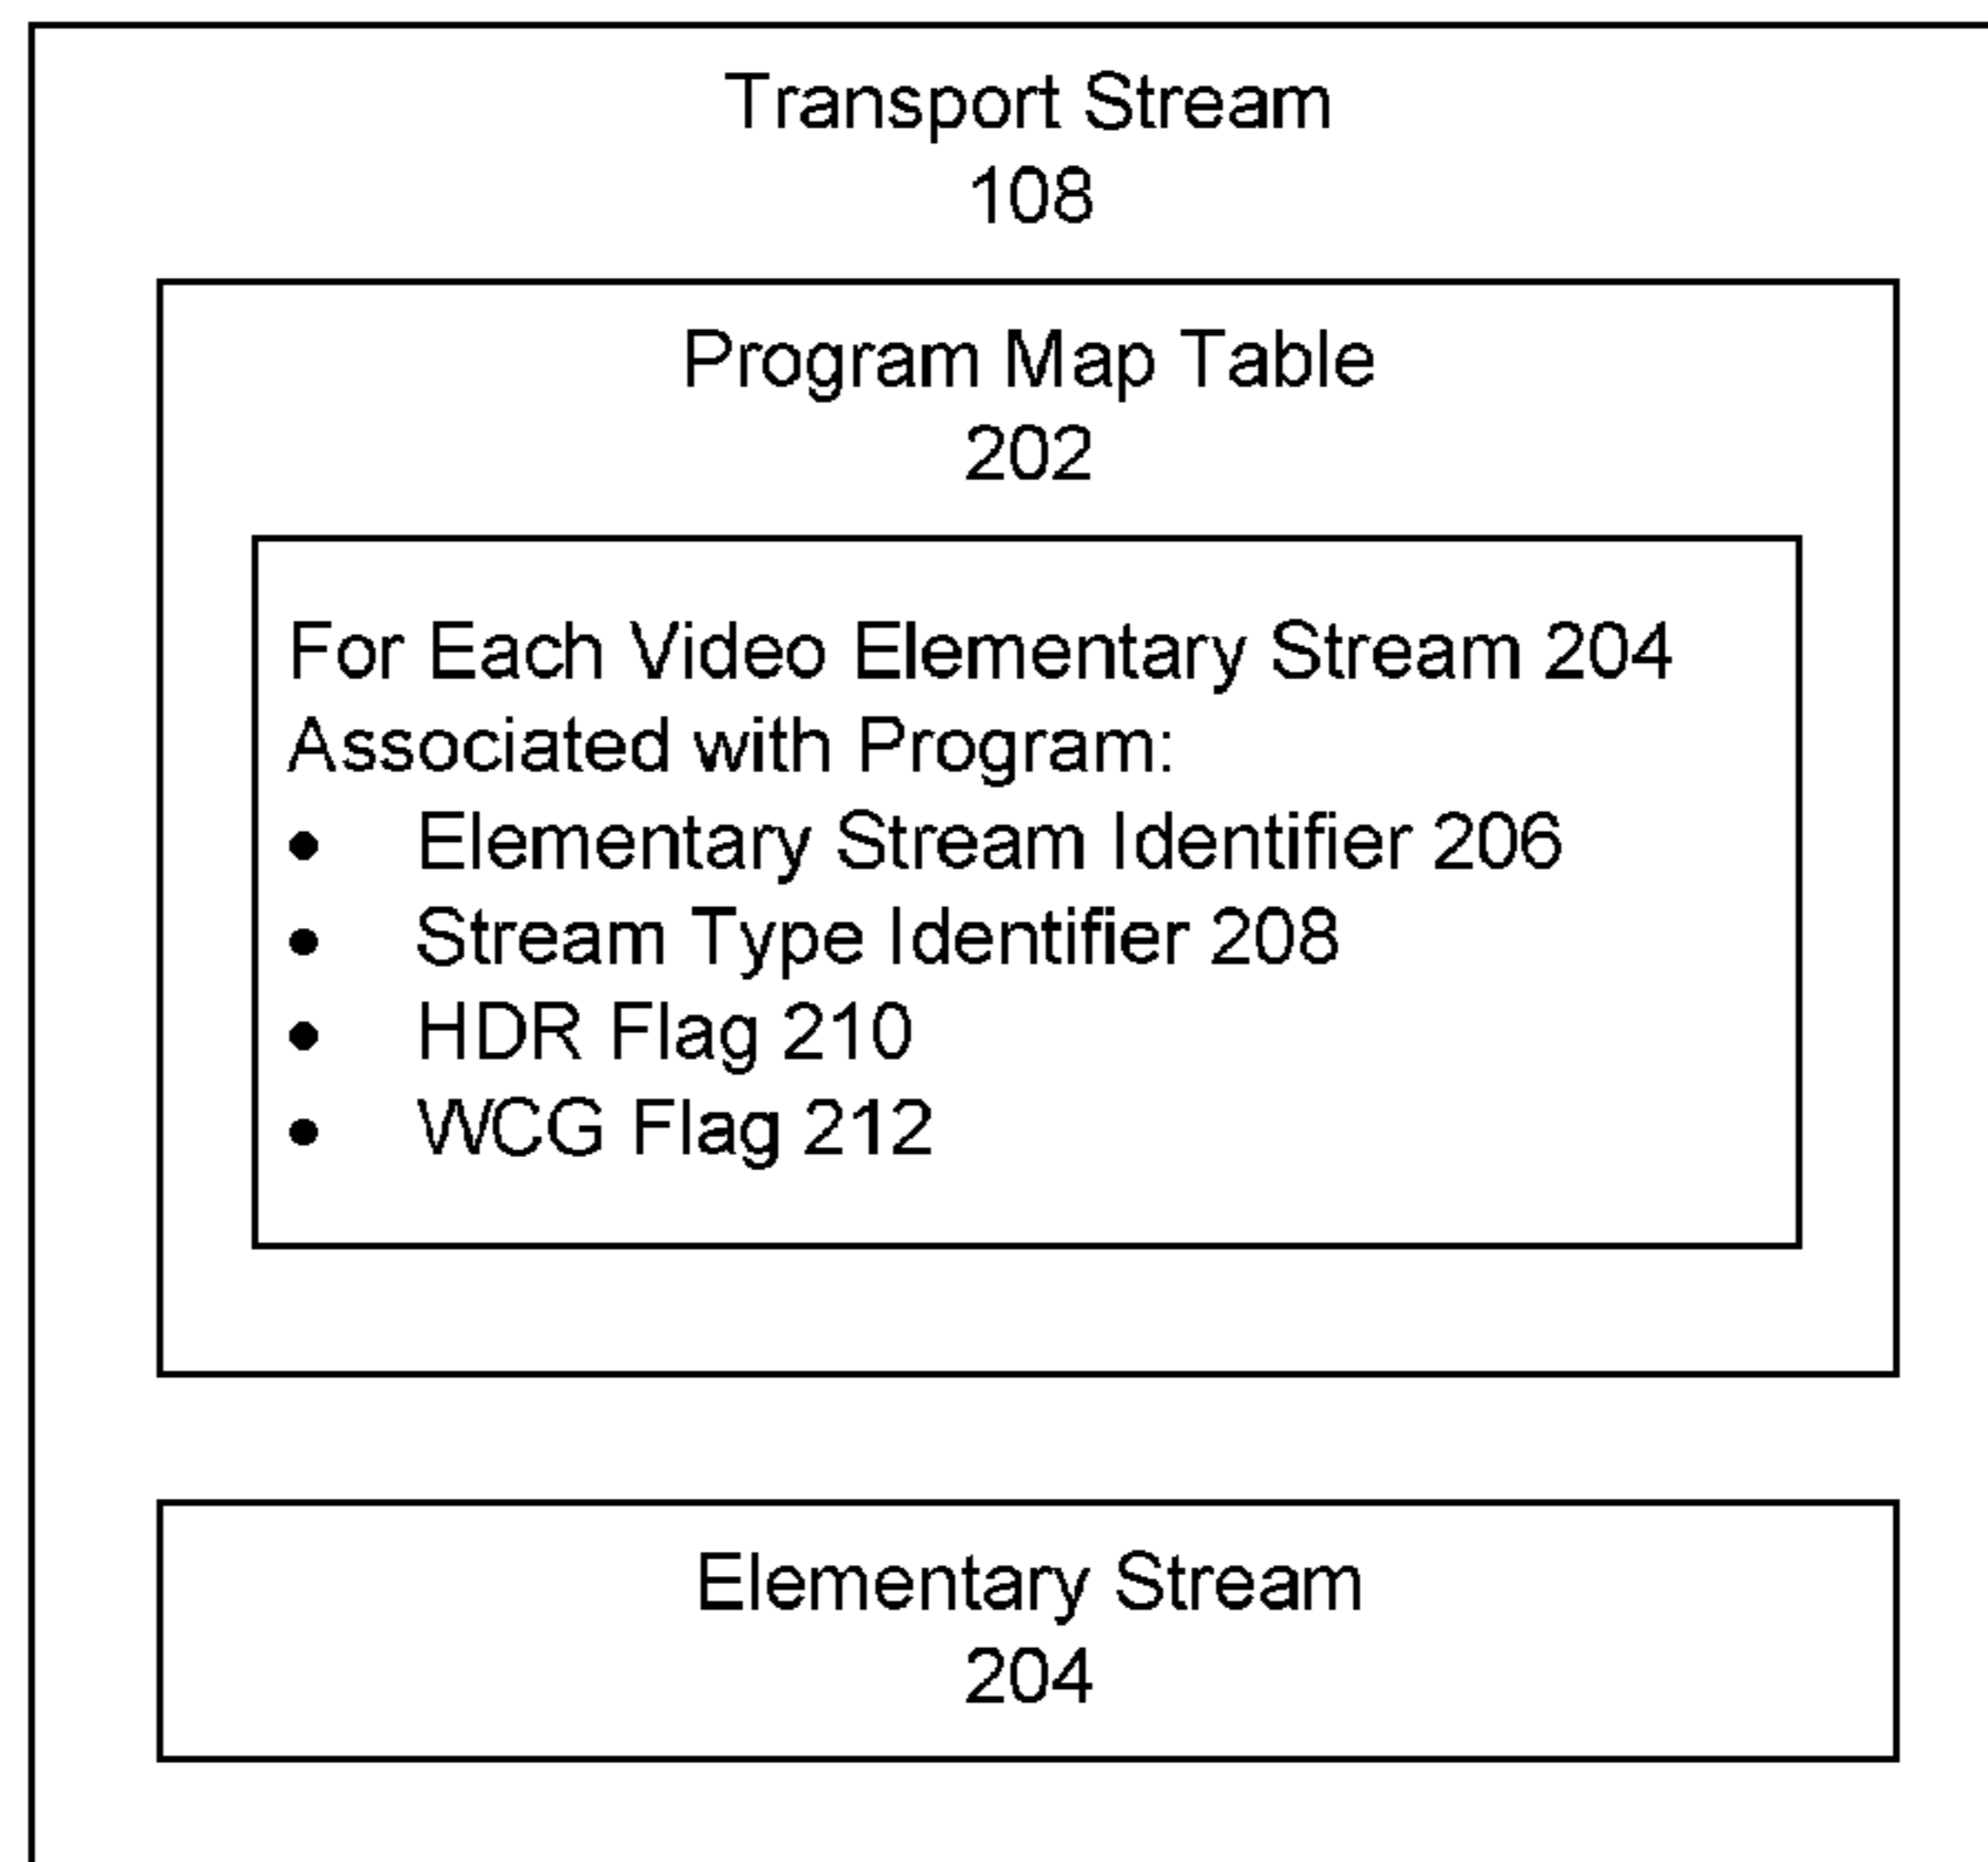 Transport Stream
108
Program Map Table
202
For Each Video Elementary Stream 204
Associated with Program:
• Elementary Stream Identifier 206
• Stream Type Identifier 208
• HDR Flag 210
• WCG Flag 212
Elementary Stream
204